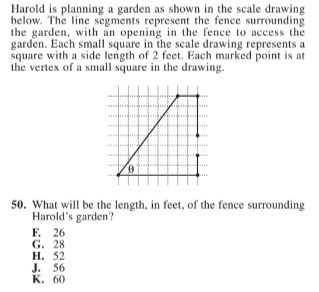 Harold is planning a garden as shown in the scale drawing
below. The line segments represent the fence surrounding
the garden, with an opening in the fence to access the
garden. Each small square in the scale drawing represents a
square with a side length of 2 feet. Each marked point is at
the vertex of a small square in the drawing.
θ
50. What will be the length, in feet, of the fence surrounding
Harold's garden?
F. 26
G. 28
H. 52
J. 56
K. 60